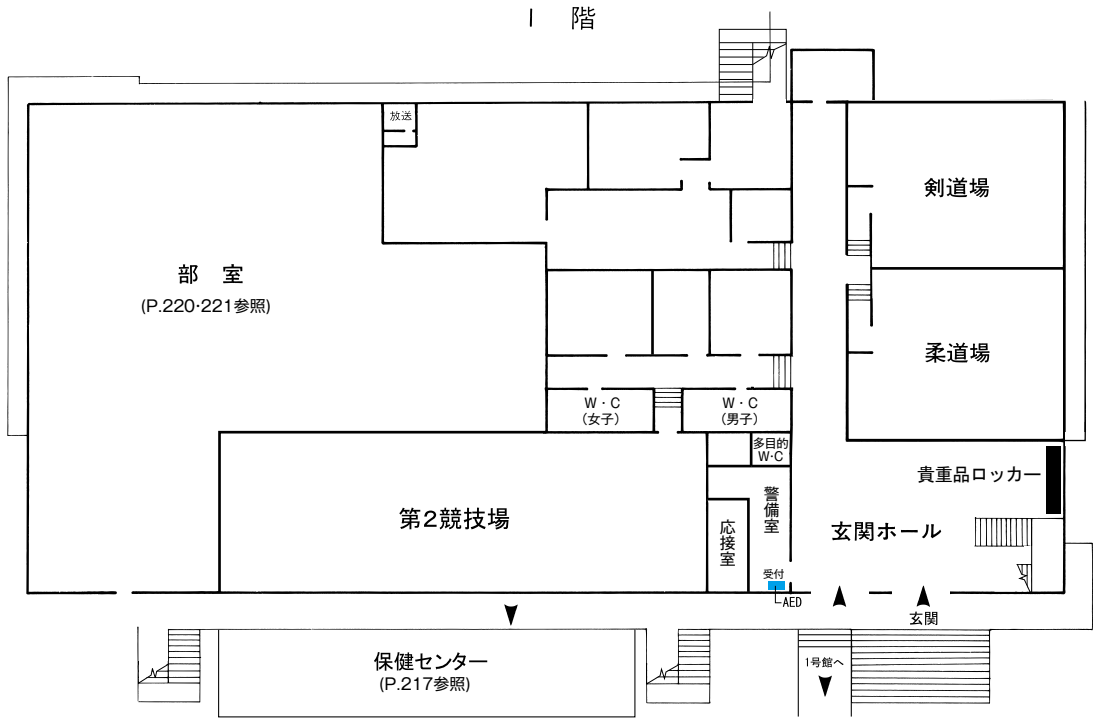 1 階
放送
剣道場
部 室
(P.220･221参照)
柔道場
W・C
(女子)
W・C
(男子)
多目的
W·C
貴重品ロッカー
警備室
第2競技場
応接室
玄関ホール
受付
AED
玄関
保健センター
(P.217参照)
1号館へ